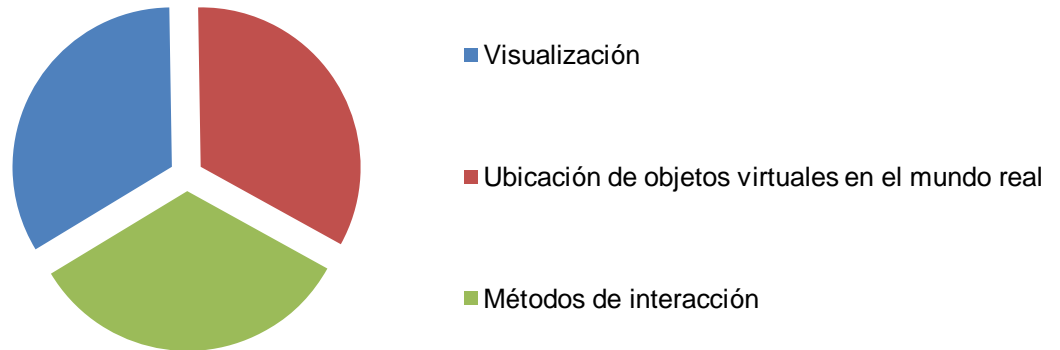 Visualización
Ubicación de objetos virtuales en el mundo real
Métodos de interacción